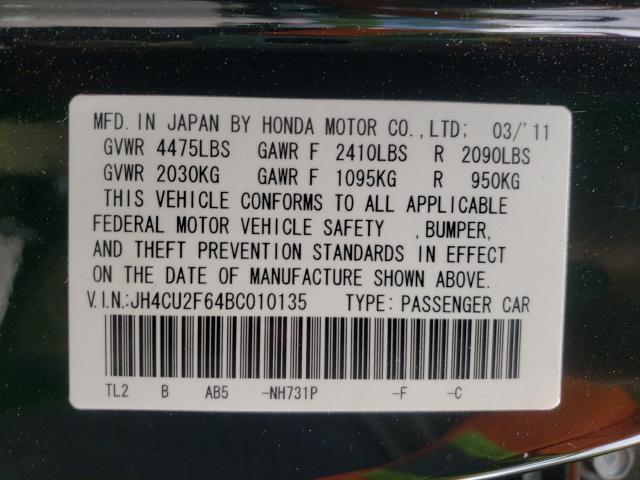 MFD. IN JAPAN BY HONDA MOTOR CO.,LTD; 03/'11
GVWR 4475LBS GAWR F 2410LBS R 2090LBS
GVWR 2030KG GAWR F 1095KG R 950KG
THIS VEHICLE CONFORMS TO ALL APPLICABLE
FEDERAL MOTOR VEHICLE SAFETY ,BUMPER,
AND THEFT PREVENTION STANDARDS IN EFFECT
ON THE DATE OF MANUFACTURE SHOWN ABOVE.
V.I.N.:JH4CU2F64BC010135 TYPE: PASSENGER CAR
TL2 B AB5 -NH731P -F -C